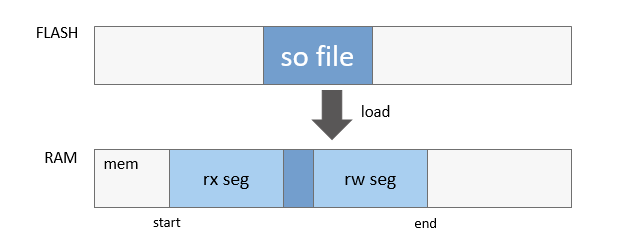 FLASH
so file
load
RAM
mem
rx seg
rw seg
start
end